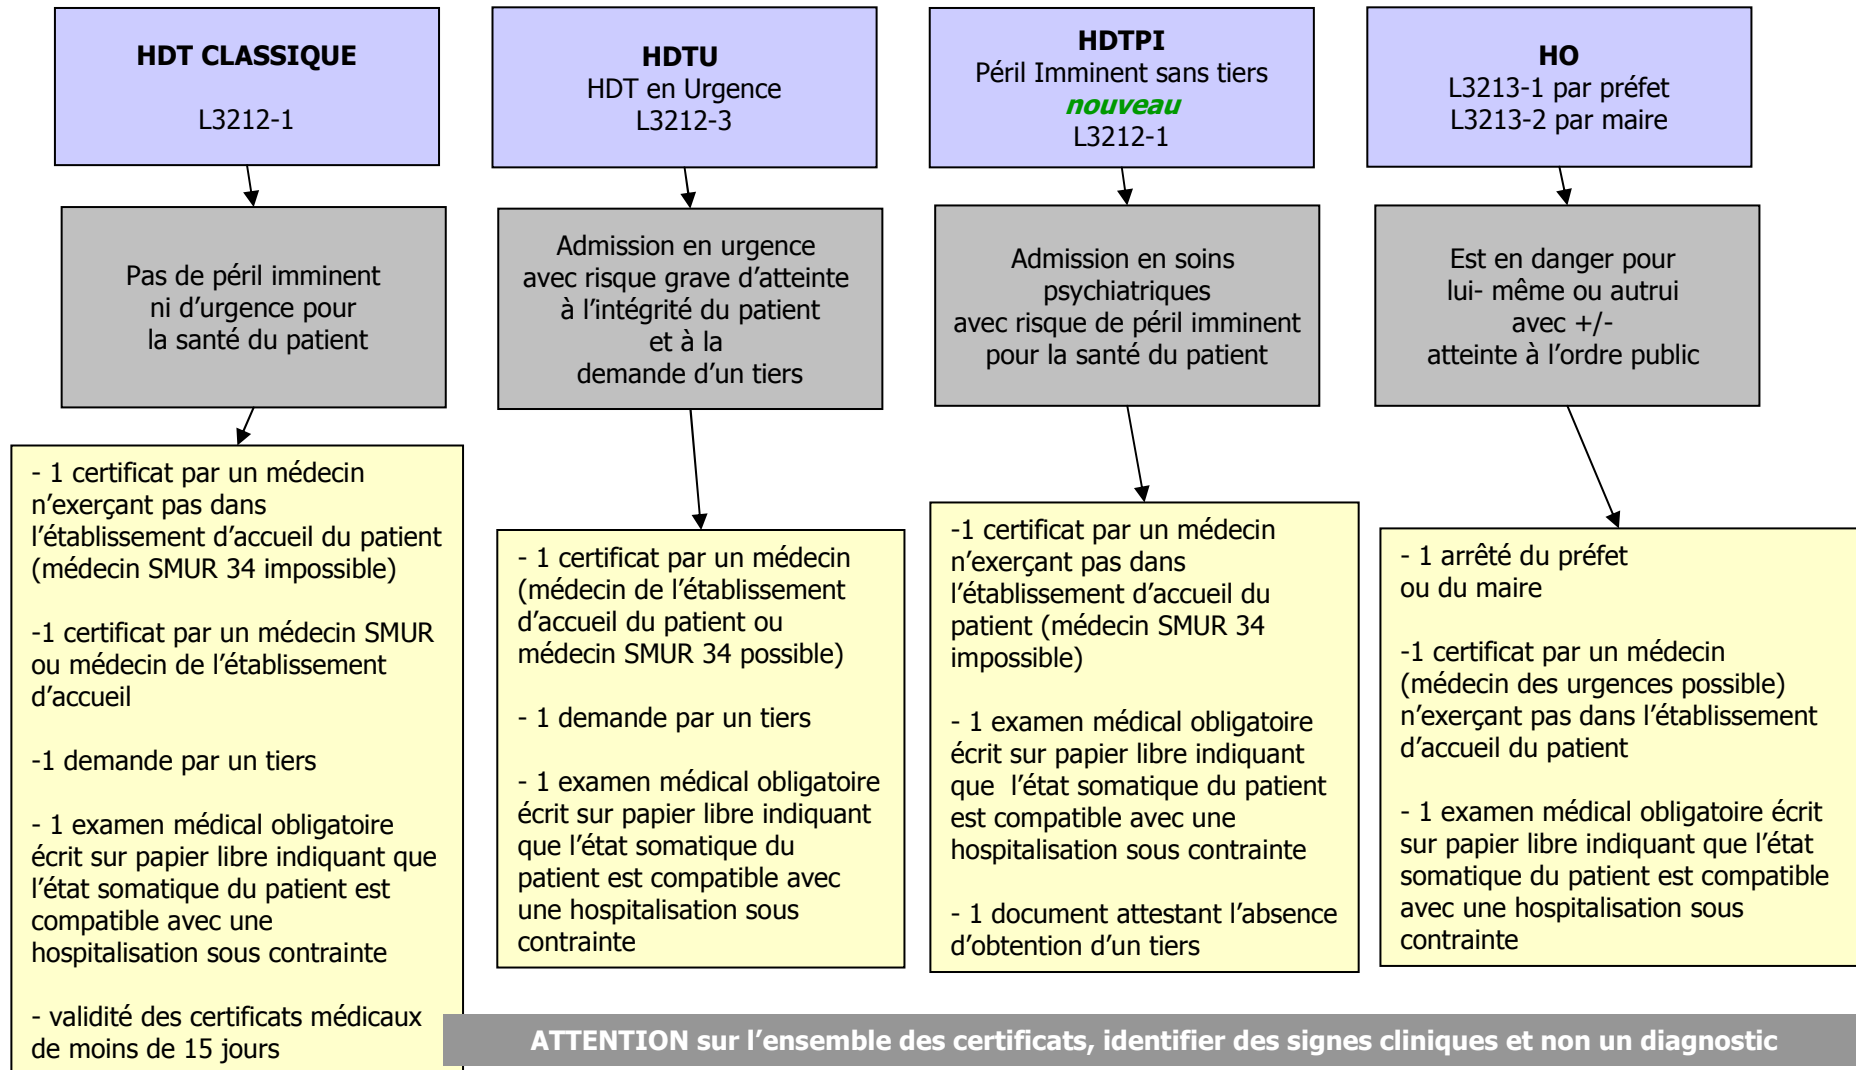 HDT CLASSIQUE
L3212-1
HDTU
HDT en Urgence
L3212-3
HDTPI
Péril Imminent sans tiers
nouveau
L3212-1
HO
L3213-1 par préfet
L3213-2 par maire
Pas de péril imminent
ni d’urgence pour
la santé du patient
Admission en urgence
avec risque grave d’atteinte
à l’intégrité du patient
et à la
demande d’un tiers
Admission en soins
psychiatriques
avec risque de péril imminent
pour la santé du patient
Est en danger pour
lui- même ou autrui
avec +/-
atteinte à l’ordre public
- 1 certificat par un médecin
n’exerçant pas dans
l’établissement d’accueil du patient
(médecin SMUR 34 impossible)
-1 certificat par un médecin SMUR
ou médecin de l’établissement
d’accueil
-1 demande par un tiers
- 1 examen médical obligatoire
écrit sur papier libre indiquant que
l’état somatique du patient est
compatible avec une
hospitalisation sous contrainte
- validité des certificats médicaux
de moins de 15 jours
- 1 certificat par un médecin
(médecin de l’établissement
d’accueil du patient ou
médecin SMUR 34 possible)
- 1 demande par un tiers
- 1 examen médical obligatoire
écrit sur papier libre indiquant
que l’état somatique du
patient est compatible avec
une hospitalisation sous
contrainte
-1 certificat par un médecin
n’exerçant pas dans
l’établissement d’accueil du
patient (médecin SMUR 34
impossible)
- 1 examen médical obligatoire
écrit sur papier libre indiquant
que  l’état somatique du patient
est compatible avec une
hospitalisation sous contrainte
- 1 document attestant l’absence
d’obtention d’un tiers
- 1 arrêté du préfet
ou du maire
-1 certificat par un médecin
(médecin des urgences possible)
n’exerçant pas dans l’établissement
d’accueil du patient
- 1 examen médical obligatoire écrit
sur papier libre indiquant que l’état
somatique du patient est compatible
avec une hospitalisation sous
contrainte
ATTENTION sur l’ensemble des certificats, identifier des signes cliniques et non un diagnostic